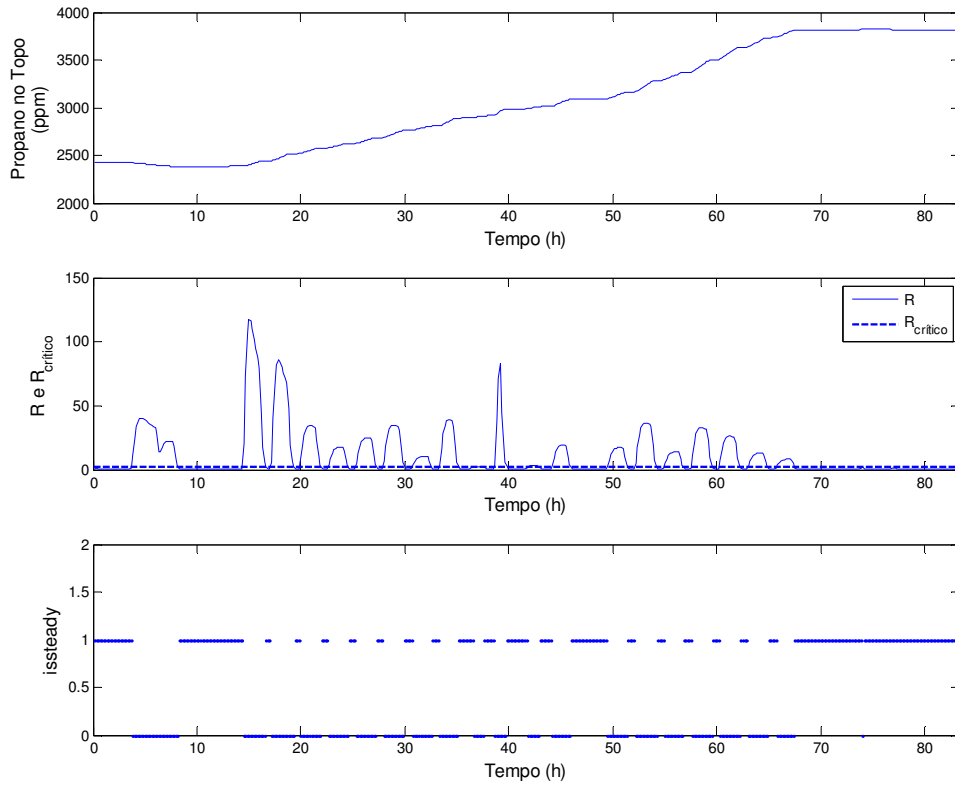 4000
3500
3000
2500
2000
Propano no Topo
(ppm)
0 10 20 30 40 50 60 70 80
Tempo (h)
150
100
50
0
R e R_crítico
R
R_crítico
0 10 20 30 40 50 60 70 80
Tempo (h)
2
1.5
1
0.5
0
issteady
0 10 20 30 40 50 60 70 80
Tempo (h)